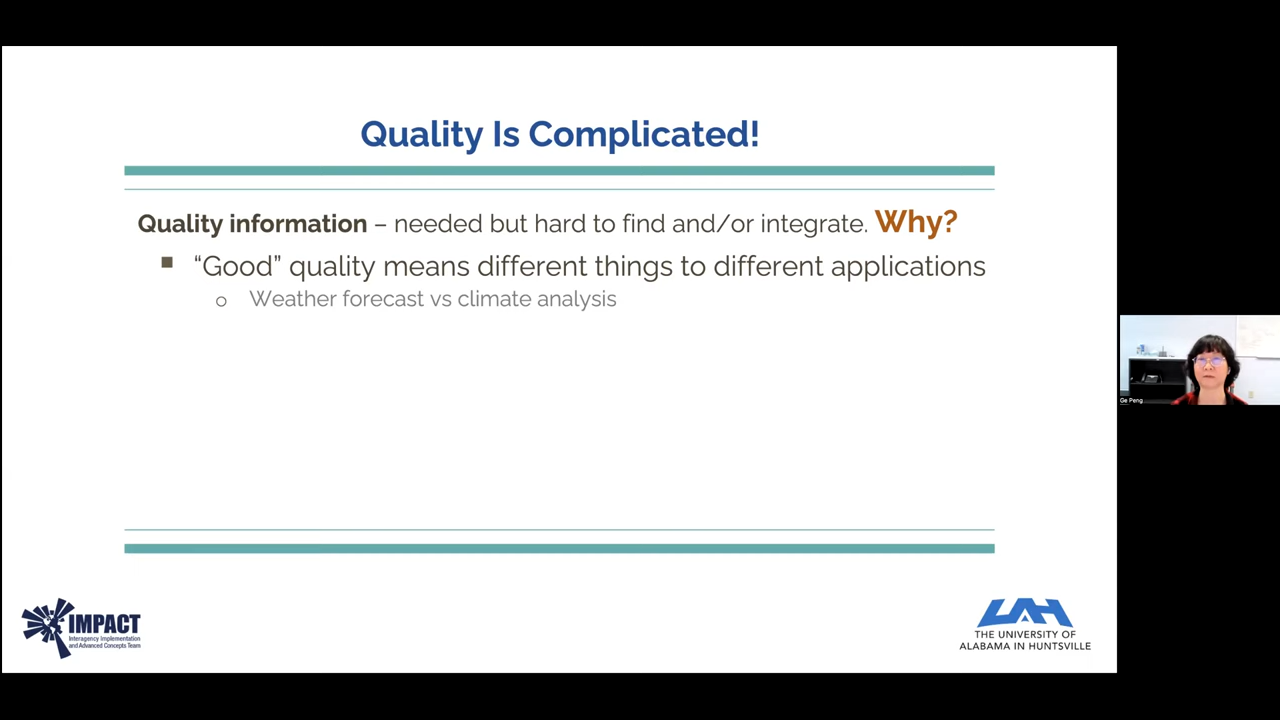 Quality Is Complicated!
Quality information – needed but hard to find and/or integrate. Why?
■ “Good” quality means different things to different applications
o Weather forecast vs climate analysis
Ge Peng
IMPACT
Interagency Implementation
and Advanced Concepts Team
UAH
THE UNIVERSITY OF
ALABAMA IN HUNTSVILLE